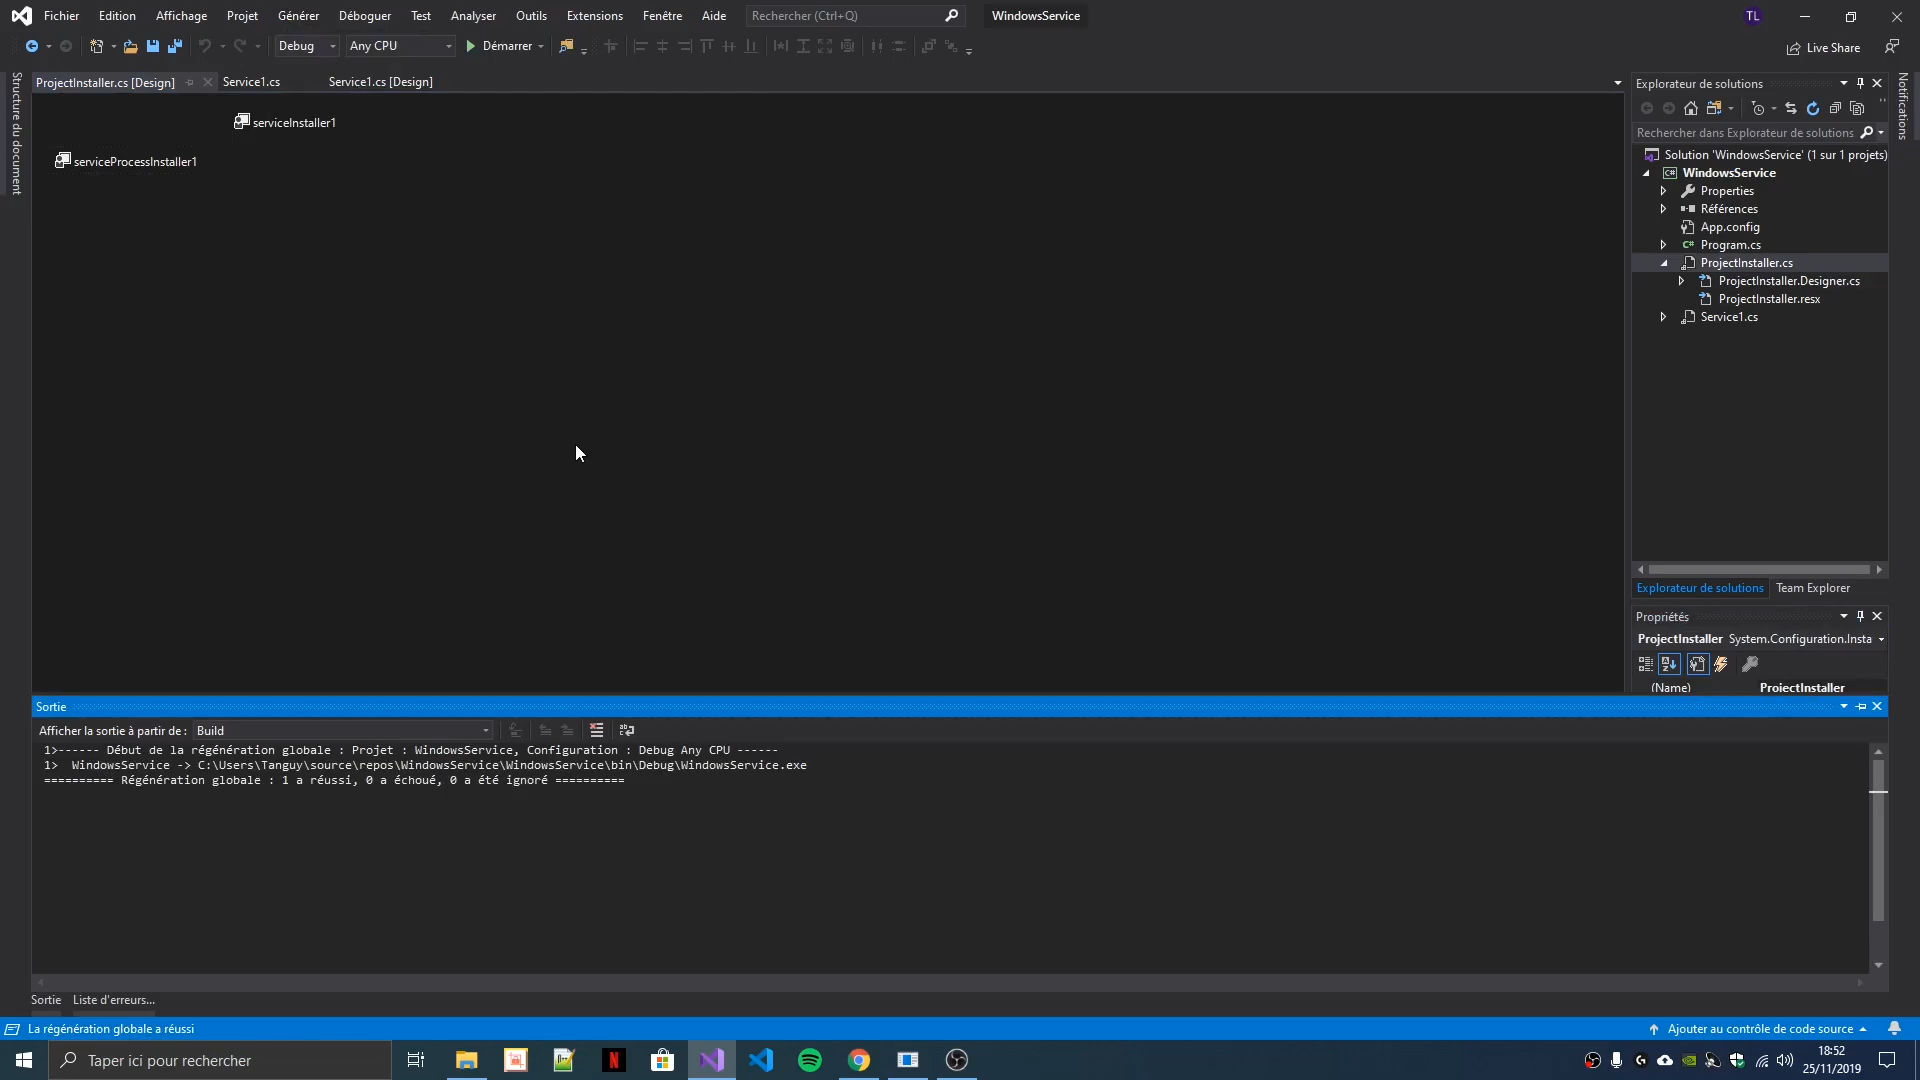 Fichier Edition Affichage Projet Générer Déboguer Test Analyser Outils Extensions Fenêtre Aide Rechercher (Ctrl+Q) WindowsService TL
Debug Any CPU Démarrer Live Share
Structure du document
ProjectInstaller.cs [Design] Service1.cs Service1.cs [Design]
serviceInstaller1
serviceProcessInstaller1
Explorateur de solutions
Rechercher dans Explorateur de solutions
Solution 'WindowsService' (1 sur 1 projets)
WindowsService
Properties
Références
App.config
Program.cs
ProjectInstaller.cs
ProjectInstaller.Designer.cs
ProjectInstaller.resx
Service1.cs
Explorateur de solutions Team Explorer
Notifications
Propriétés
ProjectInstaller System.Configuration.Insta
(Name) ProjectInstaller
Sortie
Afficher la sortie à partir de : Build
1>------ Début de la régénération globale : Projet : WindowsService, Configuration : Debug Any CPU ------
1>  WindowsService -> C:\Users\Tanguy\source\repos\WindowsService\WindowsService\bin\Debug\WindowsService.exe
========== Régénération globale : 1 a réussi, 0 a échoué, 0 a été ignoré ==========
Sortie Liste d'erreurs...
La régénération globale a réussi Ajouter au contrôle de code source
Taper ici pour rechercher
18:52
25/11/2019